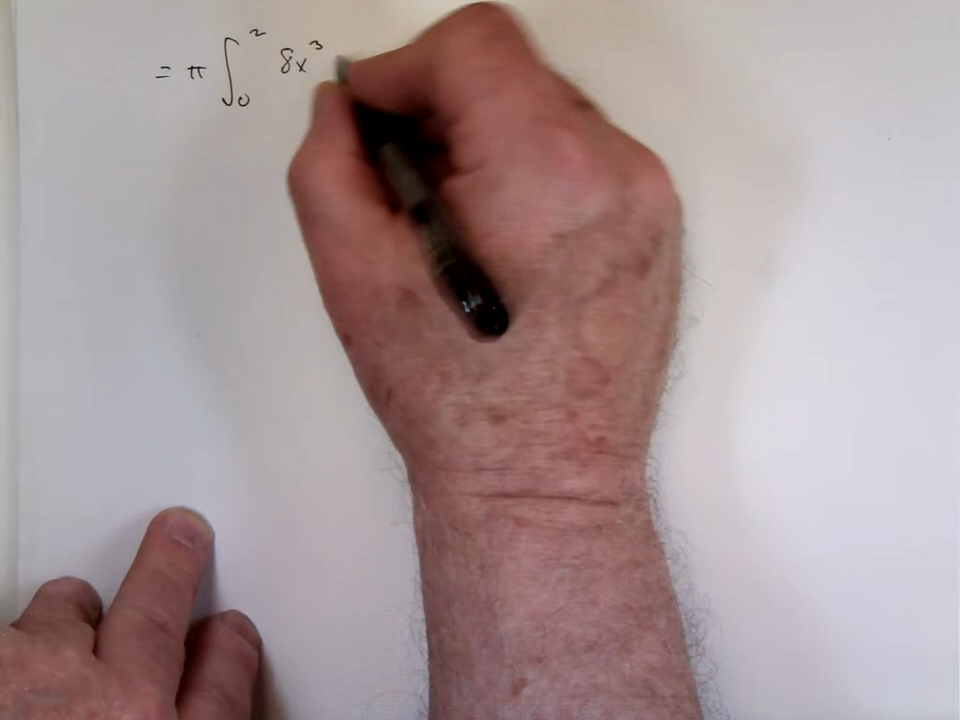 = π ∫₀² 8x³